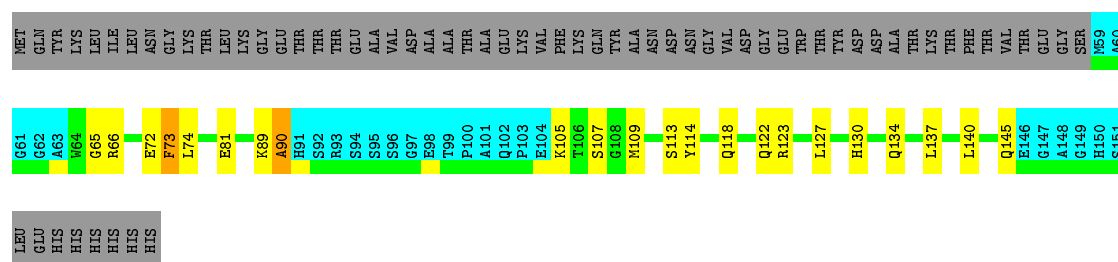 MET GLN TYR LYS LEU ILE LEU ASN GLY LYS THR LEU LYS GLY GLU THR THR THR GLU ALA VAL ASP ALA ALA THR ALA GLU LYS VAL PHE LYS GLN TYR ALA ASN ASP ASN GLY VAL ASP GLY GLU TRP THR TYR ASP ASP ALA THR LYS THR PHE THR VAL THR GLU GLY SER M59 A60
G61 G62 A63 W64 G65 R66 E72 F73 L74 E81 K89 A90 H91 S92 R93 S94 S95 S96 G97 E98 T99 P100 A101 Q102 P103 E104 K105 T106 S107 G108 M109 S113 Y114 Q118 Q122 R123 L127 H130 Q134 L137 L140 Q145 E146 G147 A148 G149 H150 S151
LEU GLU HIS HIS HIS HIS HIS HIS